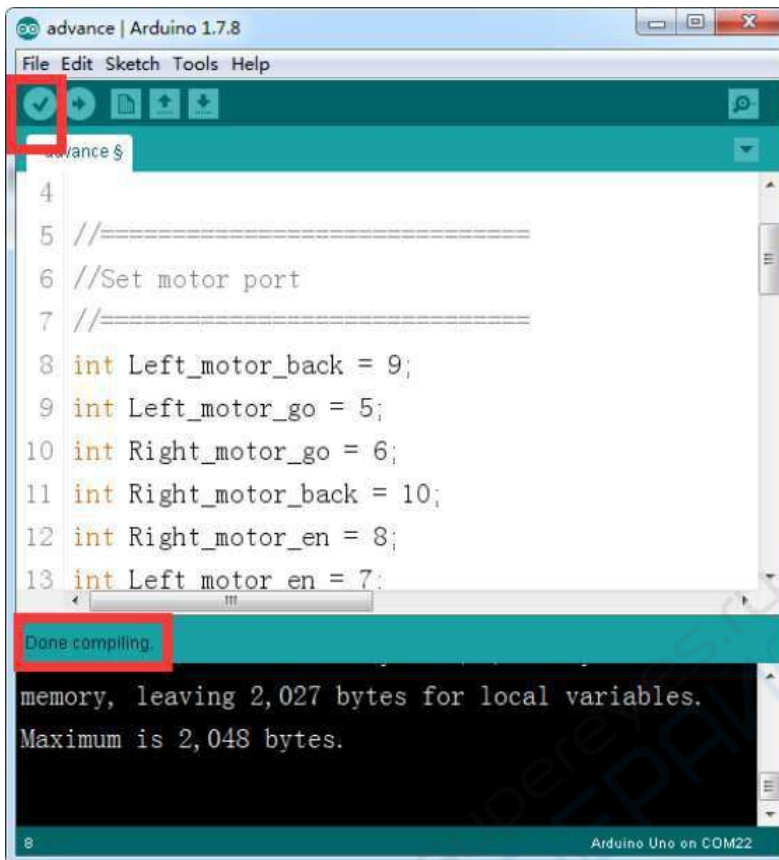 advance | Arduino 1.7.8
File Edit Sketch Tools Help
advance §
4
5 //==============================
6 //Set motor port
7 //==============================
8 int Left_motor_back = 9;
9 int Left_motor_go = 5;
10 int Right_motor_go = 6;
11 int Right_motor_back = 10;
12 int Right_motor_en = 8;
13 int Left_motor_en = 7;
Done compiling.
memory, leaving 2,027 bytes for local variables.
Maximum is 2,048 bytes.
8 Arduino Uno on COM22